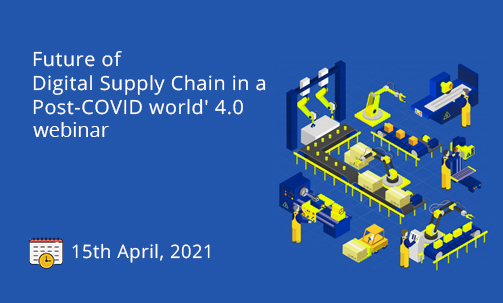 Future of
Digital Supply Chain in a
Post-COVID world' 4.0
webinar
15th April, 2021